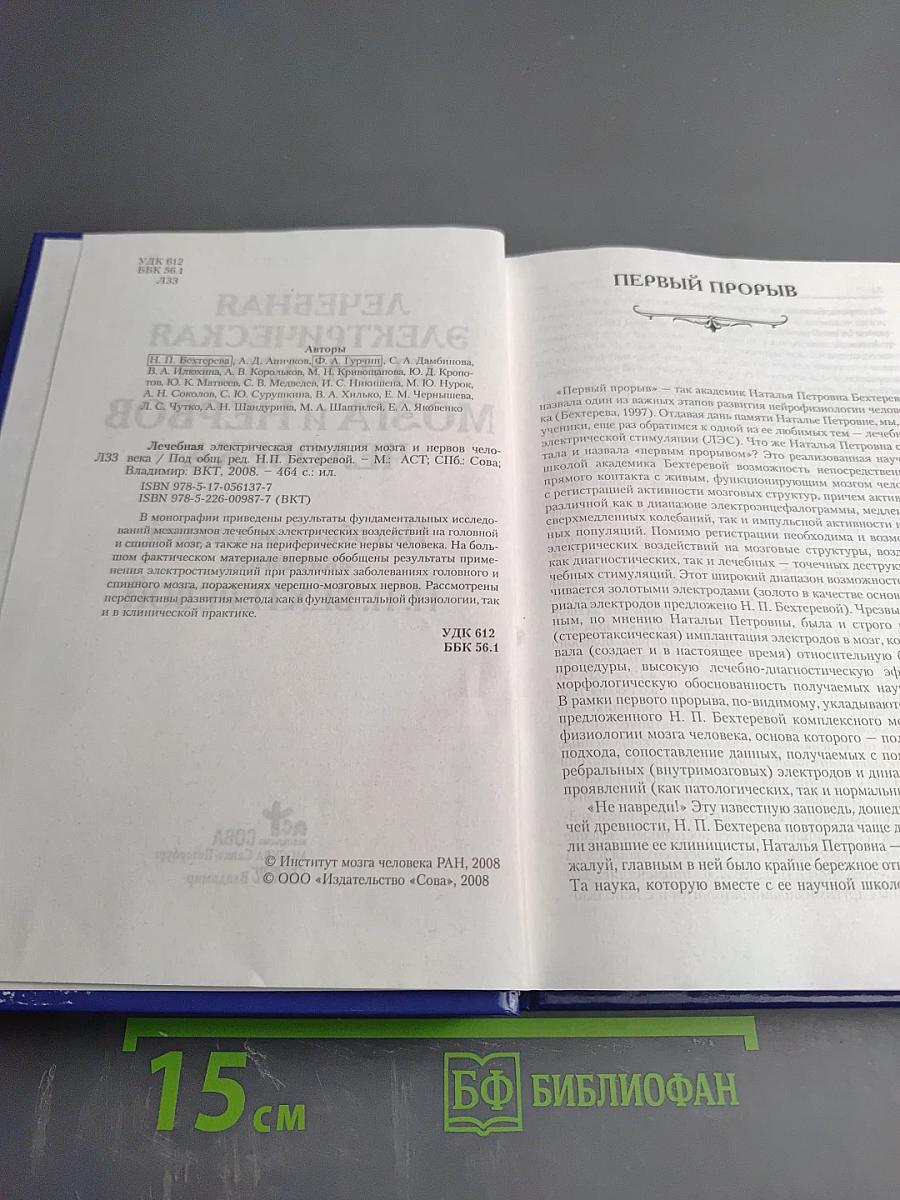 УДК 612
ББК 56.1
Л33
Авторы
Н. П. Бехтерева, А. Д. Аничков, Ф. А. Гурчин, С. А. Дамбинова,
В. А. Илюхина, А. В. Корольков, М. Н. Кривощапова, Ю. Д. Кропо-
тов, Ю. К. Матвеев, С. В. Медведев, И. С. Никишена, М. Ю. Нурок,
А. Н. Соколов, С. Ю. Сурушкина, В. А. Хилько, Е. М. Чернышева,
Л. С. Чутко, А. Н. Шандурина, М. А. Шаптилей, Е. А. Яковенко
Лечебная электрическая стимуляция мозга и нервов чело-
Л33 века / Под общ. ред. Н.П. Бехтеревой. – М.: АСТ; СПб.: Сова;
Владимир: ВКТ, 2008. – 464 с.: ил.
ISBN 978-5-17-056137-7
ISBN 978-5-226-00987-7 (ВКТ)
В монографии приведены результаты фундаментальных исследо-
ваний механизмов лечебных электрических воздействий на головной
и спинной мозг, а также на периферические нервы человека. На боль-
шом фактическом материале впервые обобщены результаты приме-
нения электростимуляций при различных заболеваниях головного и
спинного мозга, поражениях черепно-мозговых нервов. Рассмотрены
перспективы развития метода как в фундаментальной физиологии, так
и в клинической практике.
УДК 612
ББК 56.1
© Институт мозга человека РАН, 2008
© ООО «Издательство «Сова», 2008
ПЕРВЫЙ ПРОРЫВ
«Первый прорыв» — так академик Наталья Петровна Бехтерев
назвала один из важных этапов развития нейрофизиологии челове
ка (Бехтерева, 1997). Отдавая дань памяти Наталье Петровне, мы,
ученики, еще раз обратимся к одной из ее любимых тем — лечебн
электрической стимуляции (ЛЭС). Что же Наталья Петровна с
тала и назвала «первым прорывом»? Это реализованная науч
школой академика Бехтеревой возможность непосредствен
прямого контакта с живым, функционирующим мозгом чело
с регистрацией активности мозговых структур, причем актив
различной как в диапазоне электроэнцефалограммы, медлен
сверхмедленных колебаний, так и импульсной активности н
ных популяций. Помимо регистрации необходима и возмо
электрических воздействий на мозговые структуры, возд
как диагностических, так и лечебных — точечных деструк
чебных стимуляций. Этот широкий диапазон возможносте
чивается золотыми электродами (золото в качестве основ
риала электродов предложено Н. П. Бехтеревой). Чрезвы
ным, по мнению Натальи Петровны, была и строго
(стереотаксическая) имплантация электродов в мозг, ко
вала (создает и в настоящее время) относительную б
процедуры, высокую лечебно-диагностическую эф
морфологическую обоснованность получаемых нау
В рамки первого прорыва, по-видимому, укладывают
предложенного Н. П. Бехтеревой комплексного ме
физиологии мозга человека, основа которого — пол
подхода, сопоставление данных, получаемых с по
ребральных (внутримозговых) электродов и дина
проявлений (как патологических, так и нормальн
«Не навреди!» Эту известную заповедь, дошед
чей древности, Н. П. Бехтерева повторяла чаще д
ли знавшие ее клиницисты, Наталья Петровна —
жалуй, главным в ней было крайне бережное отн
Та наука, которую вместе с ее научной школо
15 см
БФ БИБЛИОФАН